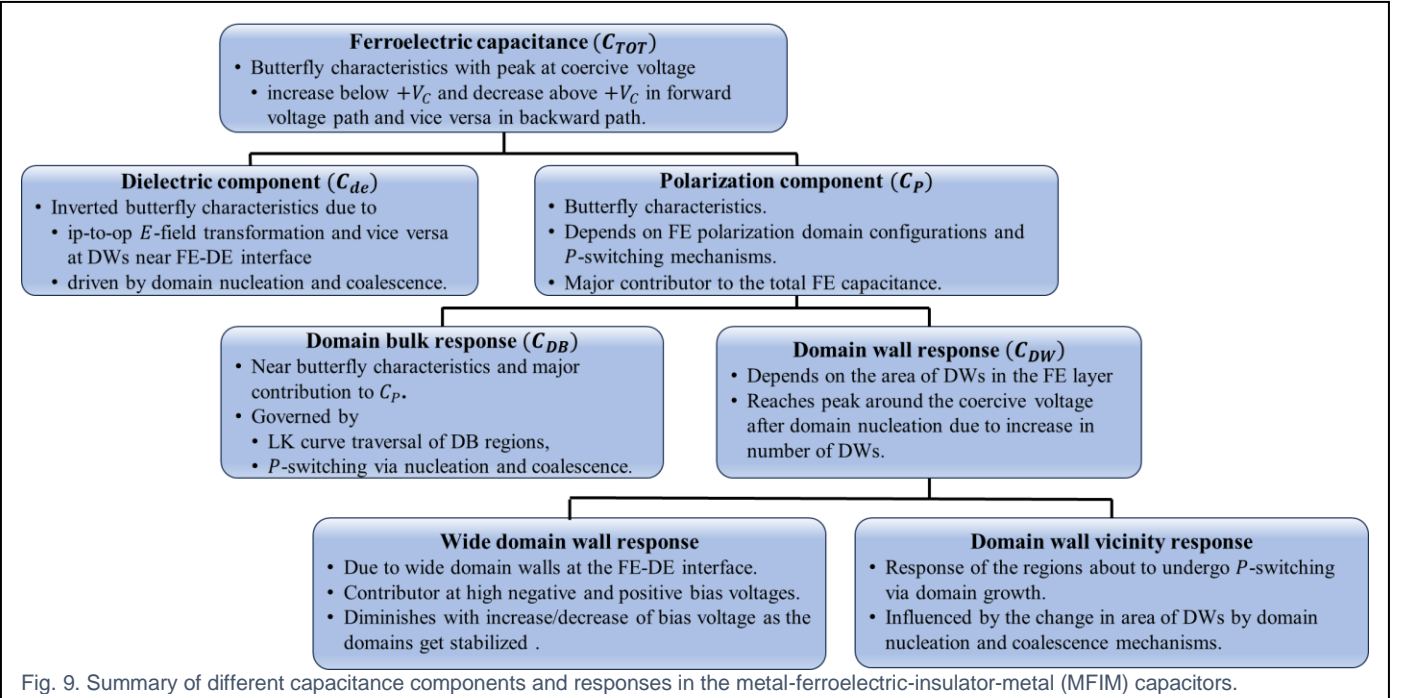 Ferroelectric capacitance (C_TOT)
• Butterfly characteristics with peak at coercive voltage
• increase below +V_C and decrease above +V_C in forward
voltage path and vice versa in backward path.
Dielectric component (C_de)
• Inverted butterfly characteristics due to
• ip-to-op E-field transformation and vice versa
at DWs near FE-DE interface
• driven by domain nucleation and coalescence.
Polarization component (C_P)
• Butterfly characteristics.
• Depends on FE polarization domain configurations and
P-switching mechanisms.
• Major contributor to the total FE capacitance.
Domain bulk response (C_DB)
• Near butterfly characteristics and major
contribution to C_P.
• Governed by
• LK curve traversal of DB regions,
• P-switching via nucleation and coalescence.
Domain wall response (C_DW)
• Depends on the area of DWs in the FE layer
• Reaches peak around the coercive voltage
after domain nucleation due to increase in
number of DWs.
Wide domain wall response
• Due to wide domain walls at the FE-DE interface.
• Contributor at high negative and positive bias voltages.
• Diminishes with increase/decrease of bias voltage as the
domains get stabilized .
Domain wall vicinity response
• Response of the regions about to undergo P-switching
via domain growth.
• Influenced by the change in area of DWs by domain
nucleation and coalescence mechanisms.
Fig. 9. Summary of different capacitance components and responses in the metal-ferroelectric-insulator-metal (MFIM) capacitors.